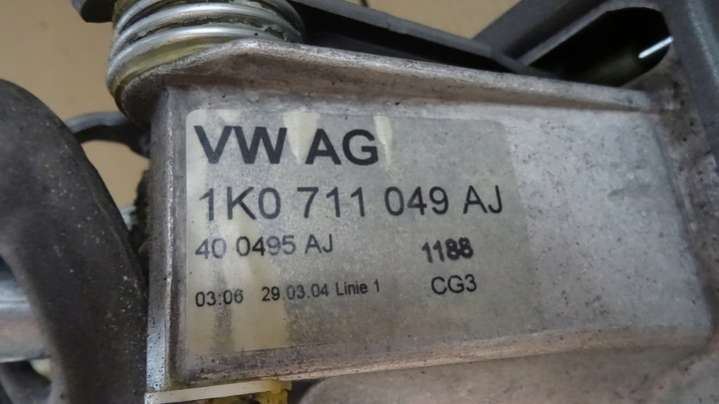 VW AG
1K0 711 049 AJ
40 0495 AJ 1188
03:06 29.03.04 Linie 1 CG3